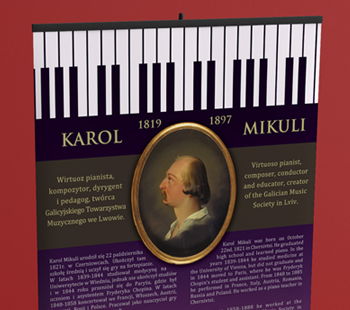 1819
1897
KAROL
MIKULI
Wirtuoz pianista,
kompozytor, dyrygent
i pedagog, twórca
Galicyjskiego Towarzystwa
Muzycznego we Lwowie.
Virtuoso pianist,
composer, conductor
and educator, creator
of the Galician Music
Society in Lviv.
Karol Mikuli urodził się 22 października
1821r. w Czerniowcach. Ukończył tam
szkołę średnią i uczył się gry na fortepianie.
W latach 1839-1844 studiował medycynę na
Uniwersytecie w Wiedniu, jednak nie ukończył studiów
i w 1844 roku przeniósł się do Paryża, gdzie był
uczniem i asystentem Fryderyka Chopina. W latach
1848-1858 koncertował we Francji, Włoszech, Austrii,
Rosji i Polsce. Pracował jako nauczyciel gry
Karol Mikuli was born on October
22nd, 1821 in Chernivtsi. He graduated
high school and learned piano. In the
years 1839-1844 he studied medicine at
the University of Vienna, but did not graduate and
in 1844 moved to Paris, where he was Fryderyk
Chopin's student and assistant. From 1848 to 1858
he performed in France, Italy, Austria, Romania,
Russia and Poland. He worked as a piano teacher in
Chernivtsi.
he worked at the